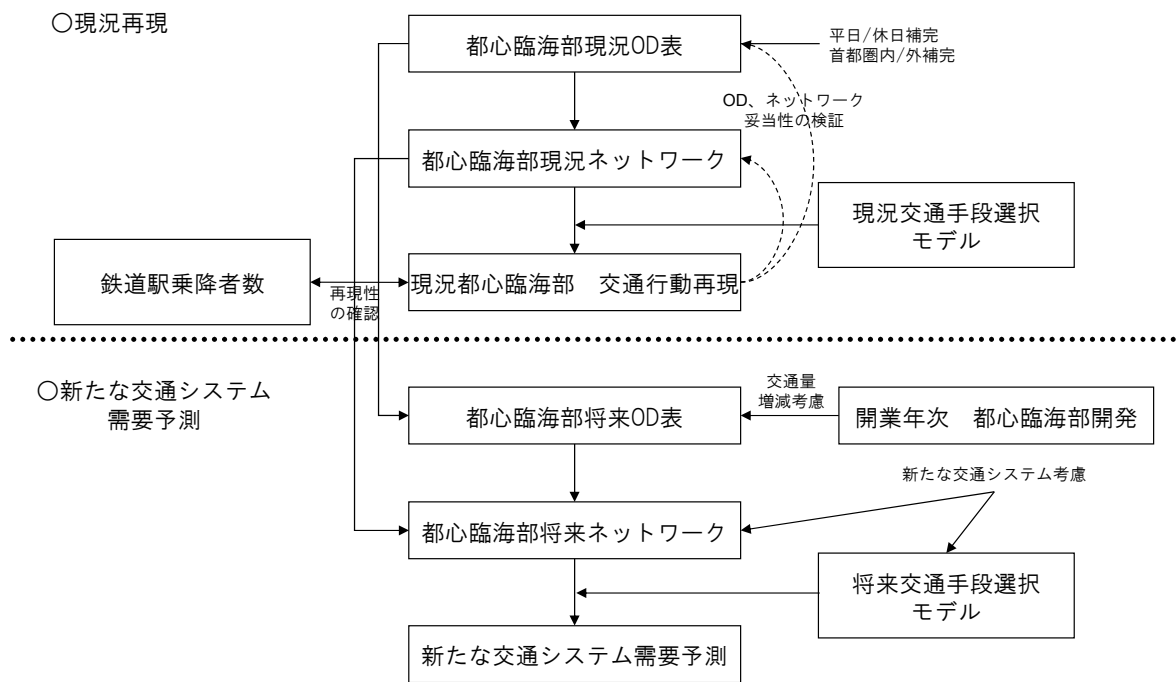 〇現況再現
都心臨海部現況OD表
平日/休日補完
首都圏内/外補完
OD、ネットワーク
妥当性の検証
都心臨海部現況ネットワーク
現況交通手段選択
モデル
鉄道駅乗降者数
再現性
の確認
現況都心臨海部　交通行動再現
〇新たな交通システム
需要予測
都心臨海部将来OD表
交通量
増減考慮
開業年次　都心臨海部開発
新たな交通システム考慮
都心臨海部将来ネットワーク
将来交通手段選択
モデル
新たな交通システム需要予測